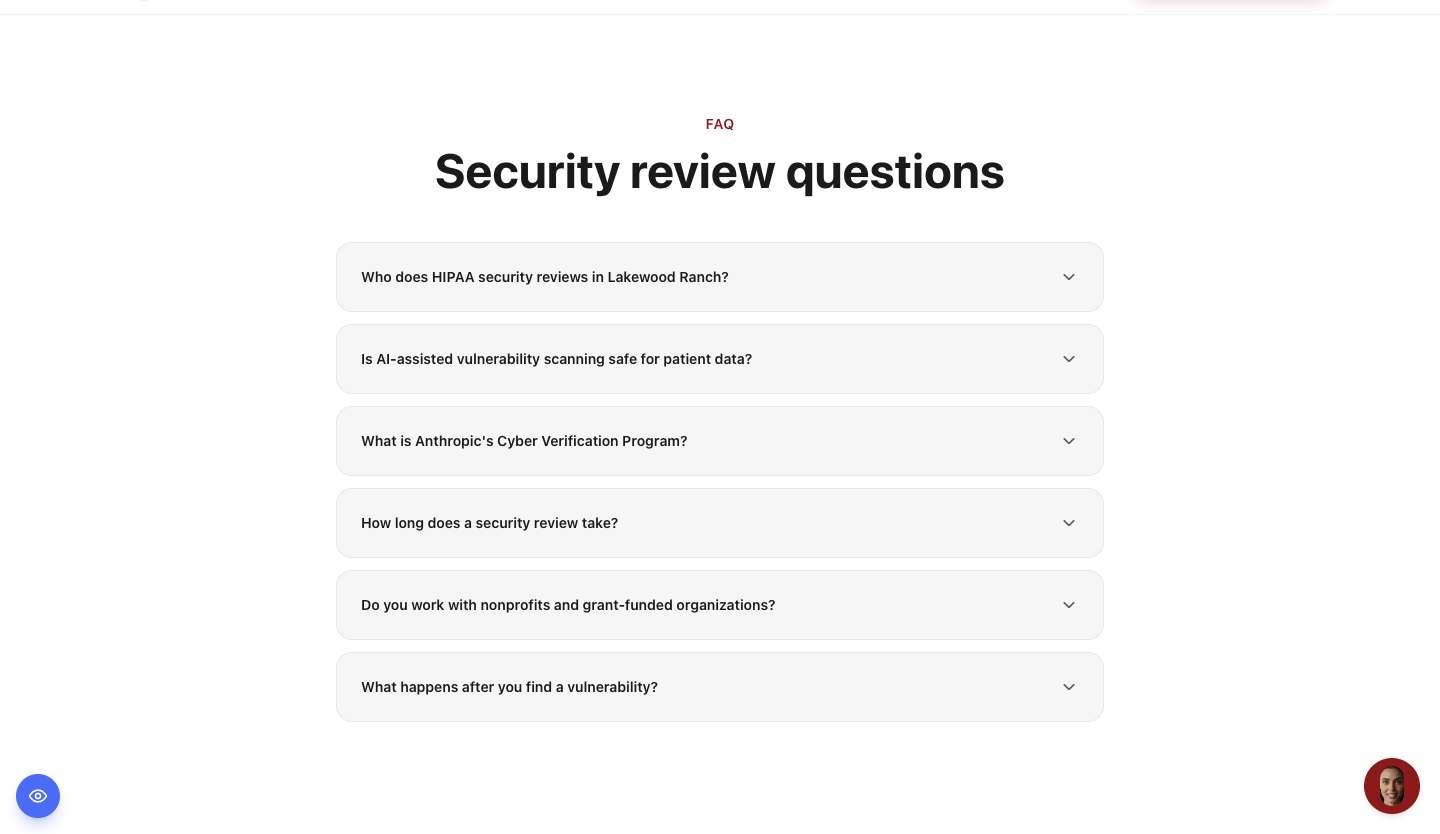 FAQ
Security review questions
Who does HIPAA security reviews in Lakewood Ranch?
Is AI-assisted vulnerability scanning safe for patient data?
What is Anthropic's Cyber Verification Program?
How long does a security review take?
Do you work with nonprofits and grant-funded organizations?
What happens after you find a vulnerability?